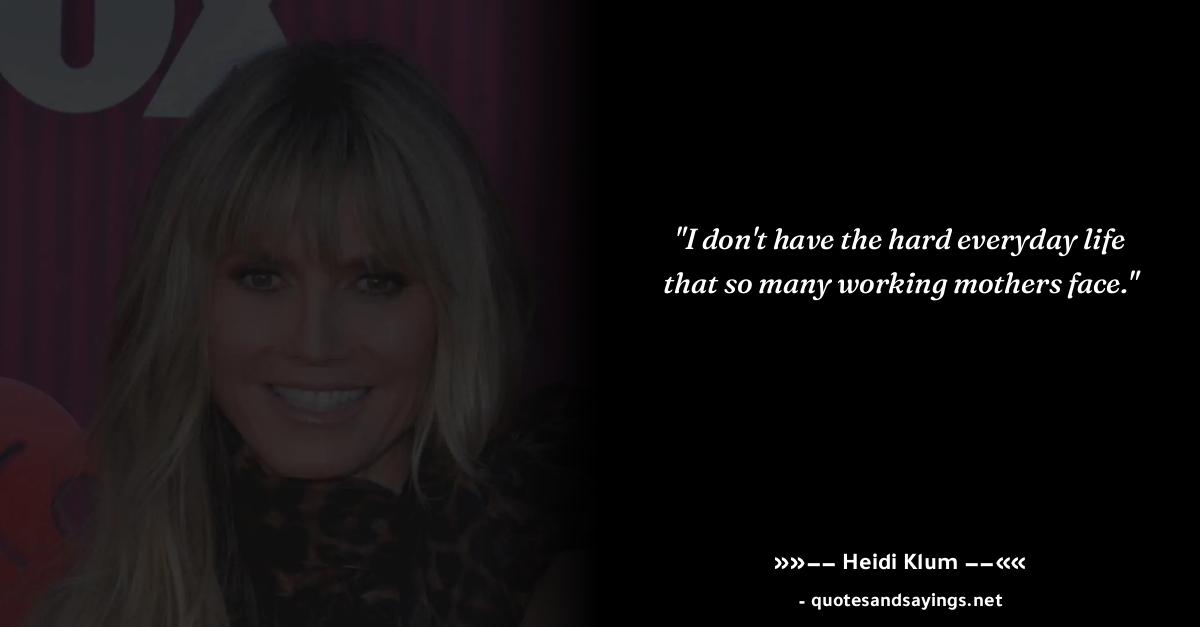 "I don't have the hard everyday life
that so many working mothers face."
»»−− Heidi Klum −−««
- quotesandsayings.net